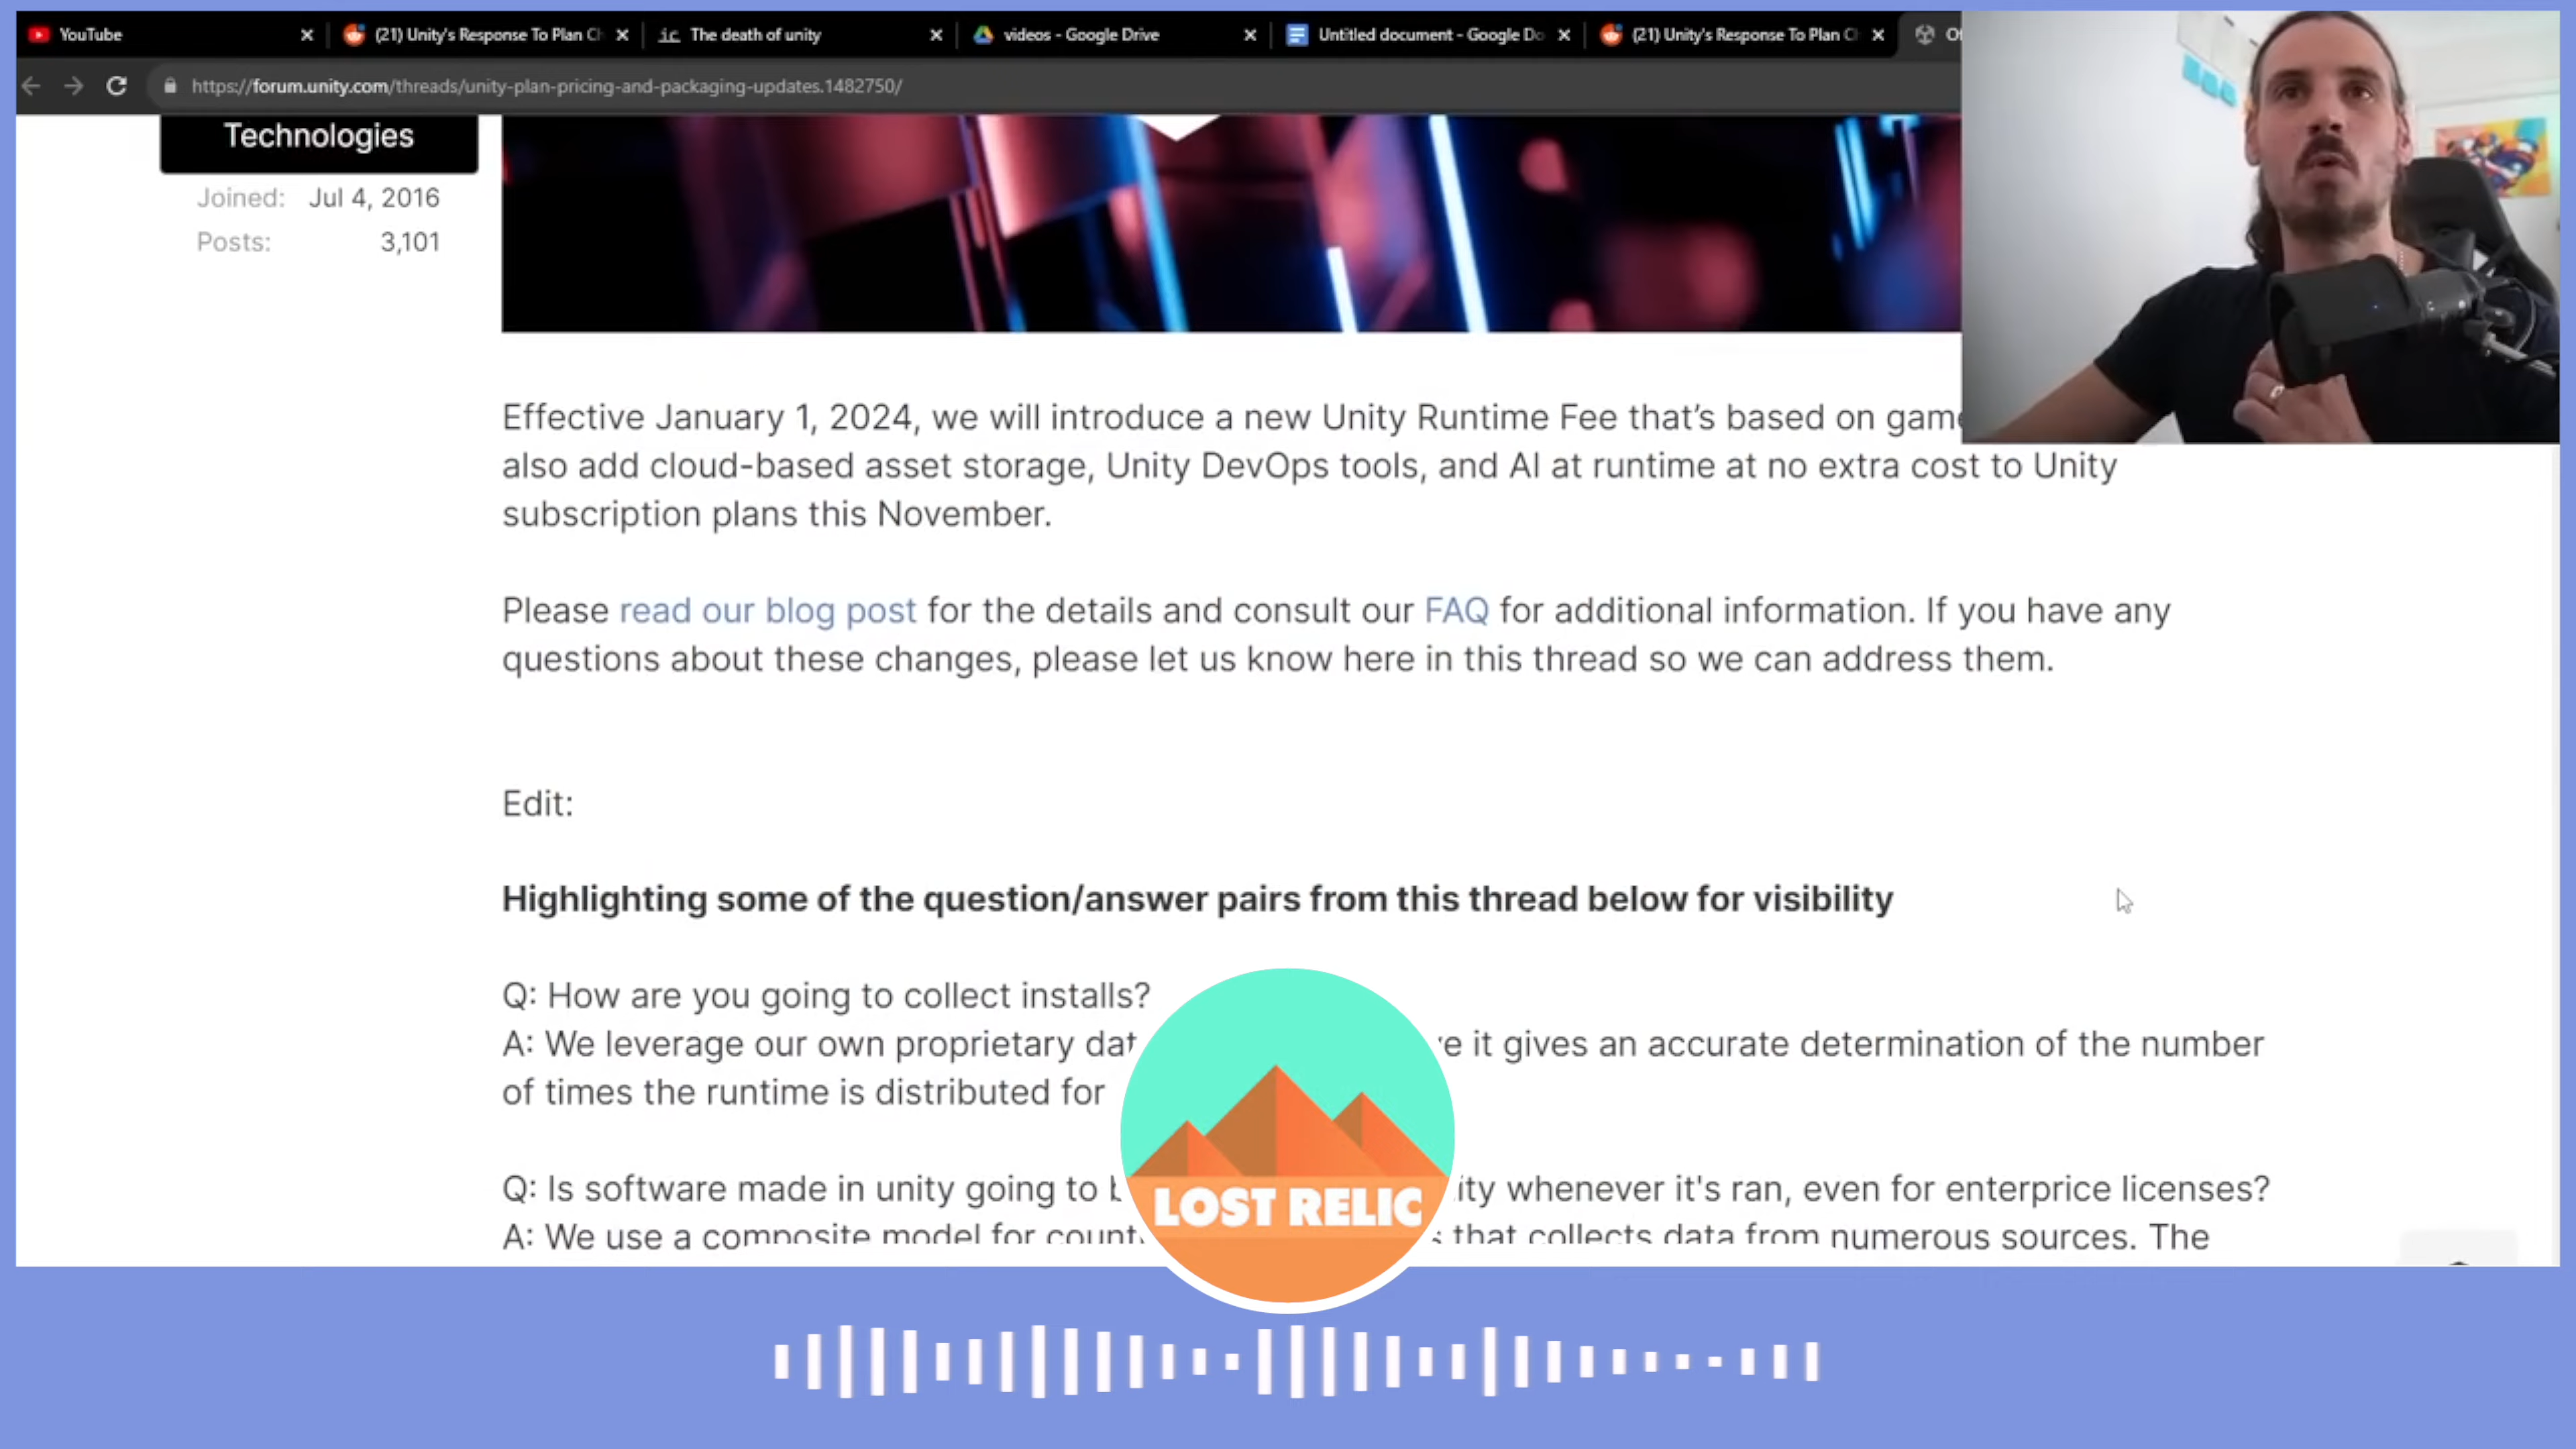 YouTube
(21) Unity's Response To Plan Ch
The death of unity
videos - Google Drive
Untitled document - Google Do
(21) Unity's Response To Plan Ch
https://forum.unity.com/threads/unity-plan-pricing-and-packaging-updates.1482750/
Technologies
Joined: Jul 4, 2016
Posts: 3,101
Effective January 1, 2024, we will introduce a new Unity Runtime Fee that's based on game
also add cloud-based asset storage, Unity DevOps tools, and AI at runtime at no extra cost to Unity
subscription plans this November.
Please read our blog post for the details and consult our FAQ for additional information. If you have any
questions about these changes, please let us know here in this thread so we can address them.
Edit:
Highlighting some of the question/answer pairs from this thread below for visibility
Q: How are you going to collect installs?
A: We leverage our own proprietary dat it gives an accurate determination of the number
of times the runtime is distributed for
Q: Is software made in unity going to ity whenever it's ran, even for enterprice licenses?
A: We use a composite model for count that collects data from numerous sources. The
LOST RELIC